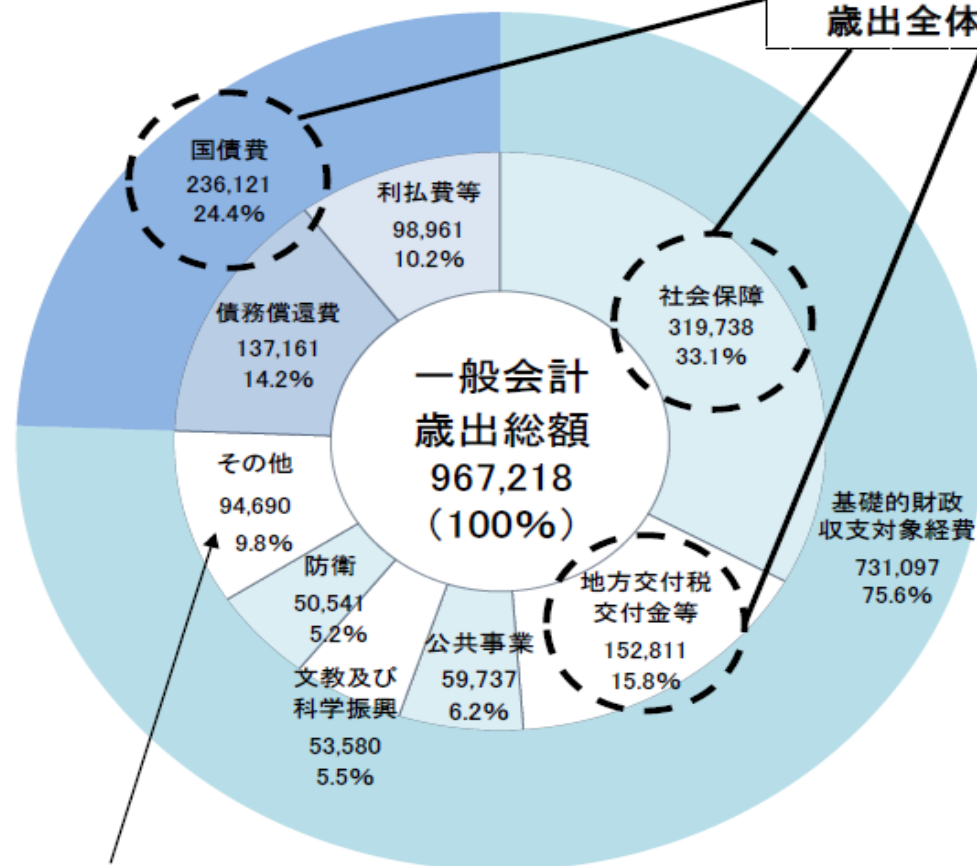 歳出全体
国債費
236,121
24.4%
利払費等
98,961
10.2%
社会保障
319,738
33.1%
債務償還費
137,161
14.2%
一般会計
歳出総額
967,218
(100%)
その他
94,690
9.8%
基礎的財政
収支対象経費
731,097
75.6%
防衛
50,541
5.2%
地方交付税
交付金等
152,811
15.8%
公共事業
59,737
6.2%
文教及び
科学振興
53,580
5.5%